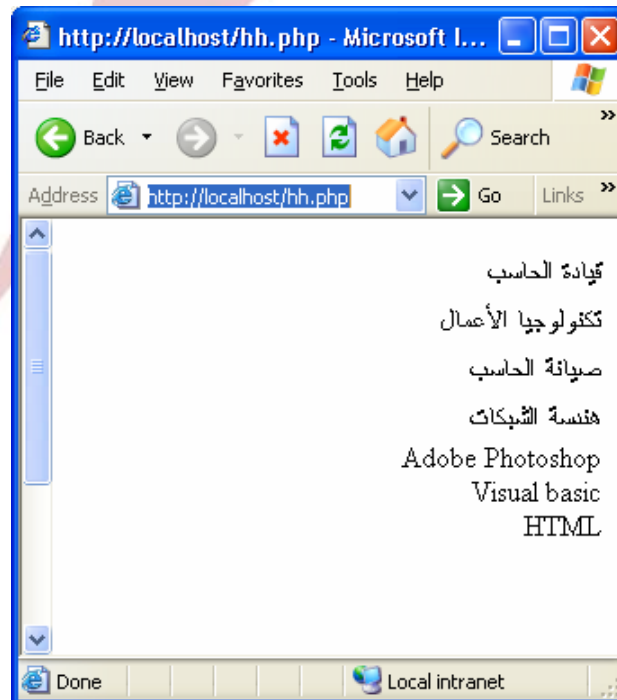 http://localhost/hh.php - Microsoft I...
File Edit View Favorites Tools Help
Back Search »
Address http://localhost/hh.php Go Links »
قيادة الحاسب
تكنولوجيا الأعمال
صيانة الحاسب
هندسة الشبكات
Adobe Photoshop
Visual basic
HTML
Done Local intranet